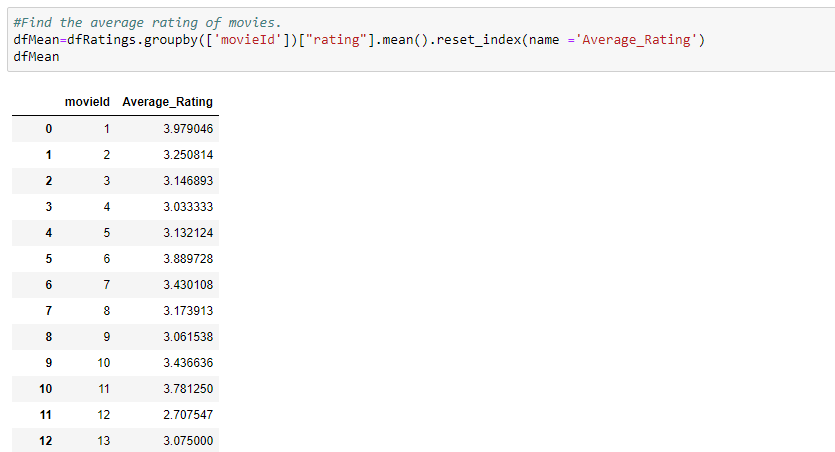 #Find the average rating of movies.
dfMean=dfRatings.groupby(['movieId'])["rating"].mean().reset_index(name ='Average_Rating')
dfMean
movieId Average_Rating
0 1 3.979046
1 2 3.250814
2 3 3.146893
3 4 3.033333
4 5 3.132124
5 6 3.889728
6 7 3.430108
7 8 3.173913
8 9 3.061538
9 10 3.436636
10 11 3.781250
11 12 2.707547
12 13 3.075000